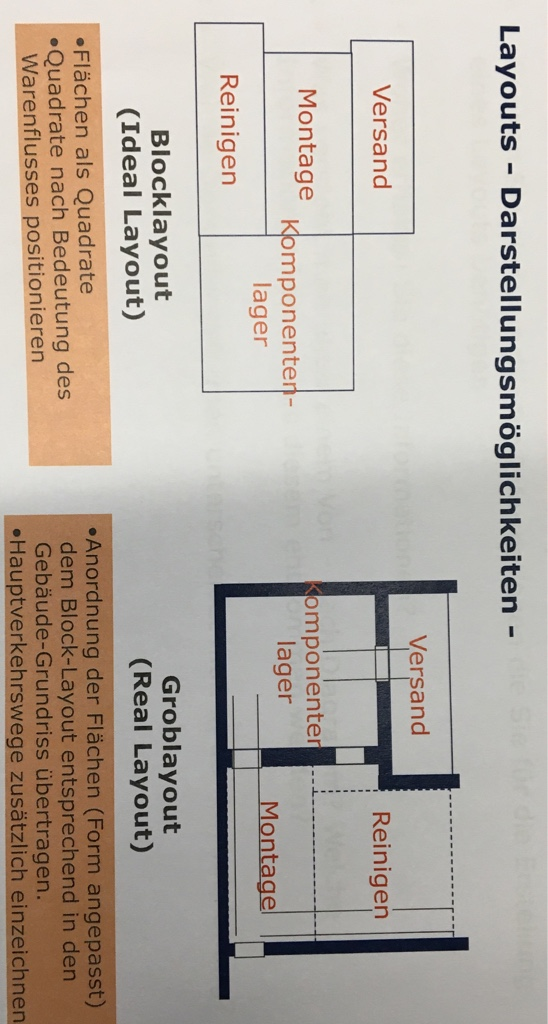 Layouts - Darstellungsmöglichkeiten -
Versand
Montage
Reinigen
Komponenten-
lager
Blocklayout
(Ideal Layout)
•Flächen als Quadrate
•Quadrate nach Bedeutung des
Warenflusses positionieren
Versand
Komponenten
lager
Reinigen
Montage
Groblayout
(Real Layout)
•Anordnung der Flächen (Form angepasst)
dem Block-Layout entsprechend in den
Gebäude-Grundriss übertragen.
•Hauptverkehrswege zusätzlich einzeichnen